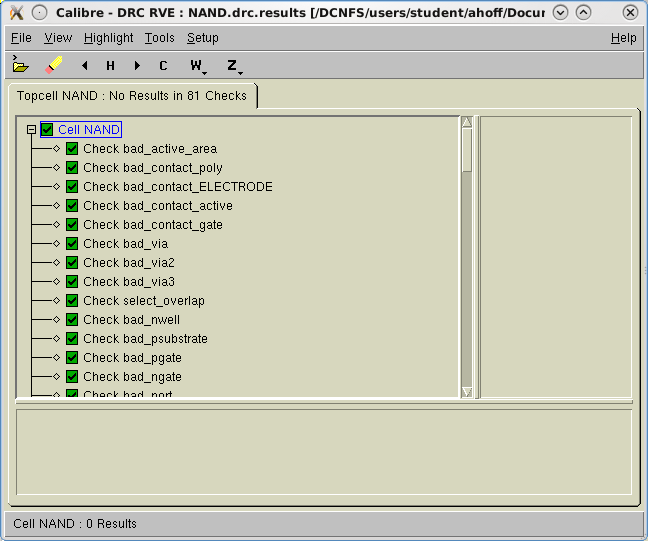 Calibre - DRC RVE : NAND.drc.results [/DCNFS/users/student/ahoff/Docur
File View Highlight Tools Setup Help
H C W Z
Topcell NAND : No Results in 81 Checks
Cell NAND
Check bad_active_area
Check bad_contact_poly
Check bad_contact_ELECTRODE
Check bad_contact_active
Check bad_contact_gate
Check bad_via
Check bad_via2
Check bad_via3
Check select_overlap
Check bad_nwell
Check bad_psubstrate
Check bad_pgate
Check bad_ngate
Check bad_port
Cell NAND : 0 Results